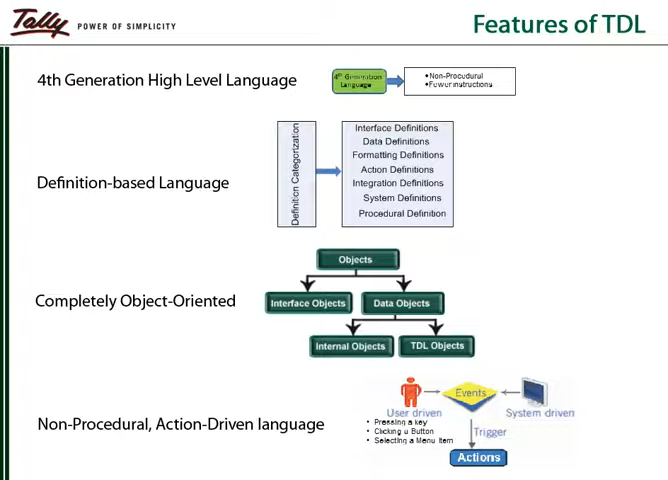 Tally POWER OF SIMPLICITY
Features of TDL
4th Generation High Level Language
4th Generation
Language
•Non-Procedural
•Fewer instructions
Definition-based Language
Definition Categorization
Interface Definitions
Data Definitions
Formatting Definitions
Action Definitions
Integration Definitions
System Definitions
Procedural Definition
Completely Object-Oriented
Objects
Interface Objects
Data Objects
Internal Objects
TDL Objects
Non-Procedural, Action-Driven language
Events
User driven
System driven
• Pressing a key
• Clicking a Button
• Selecting a Menu Item
Trigger
Actions